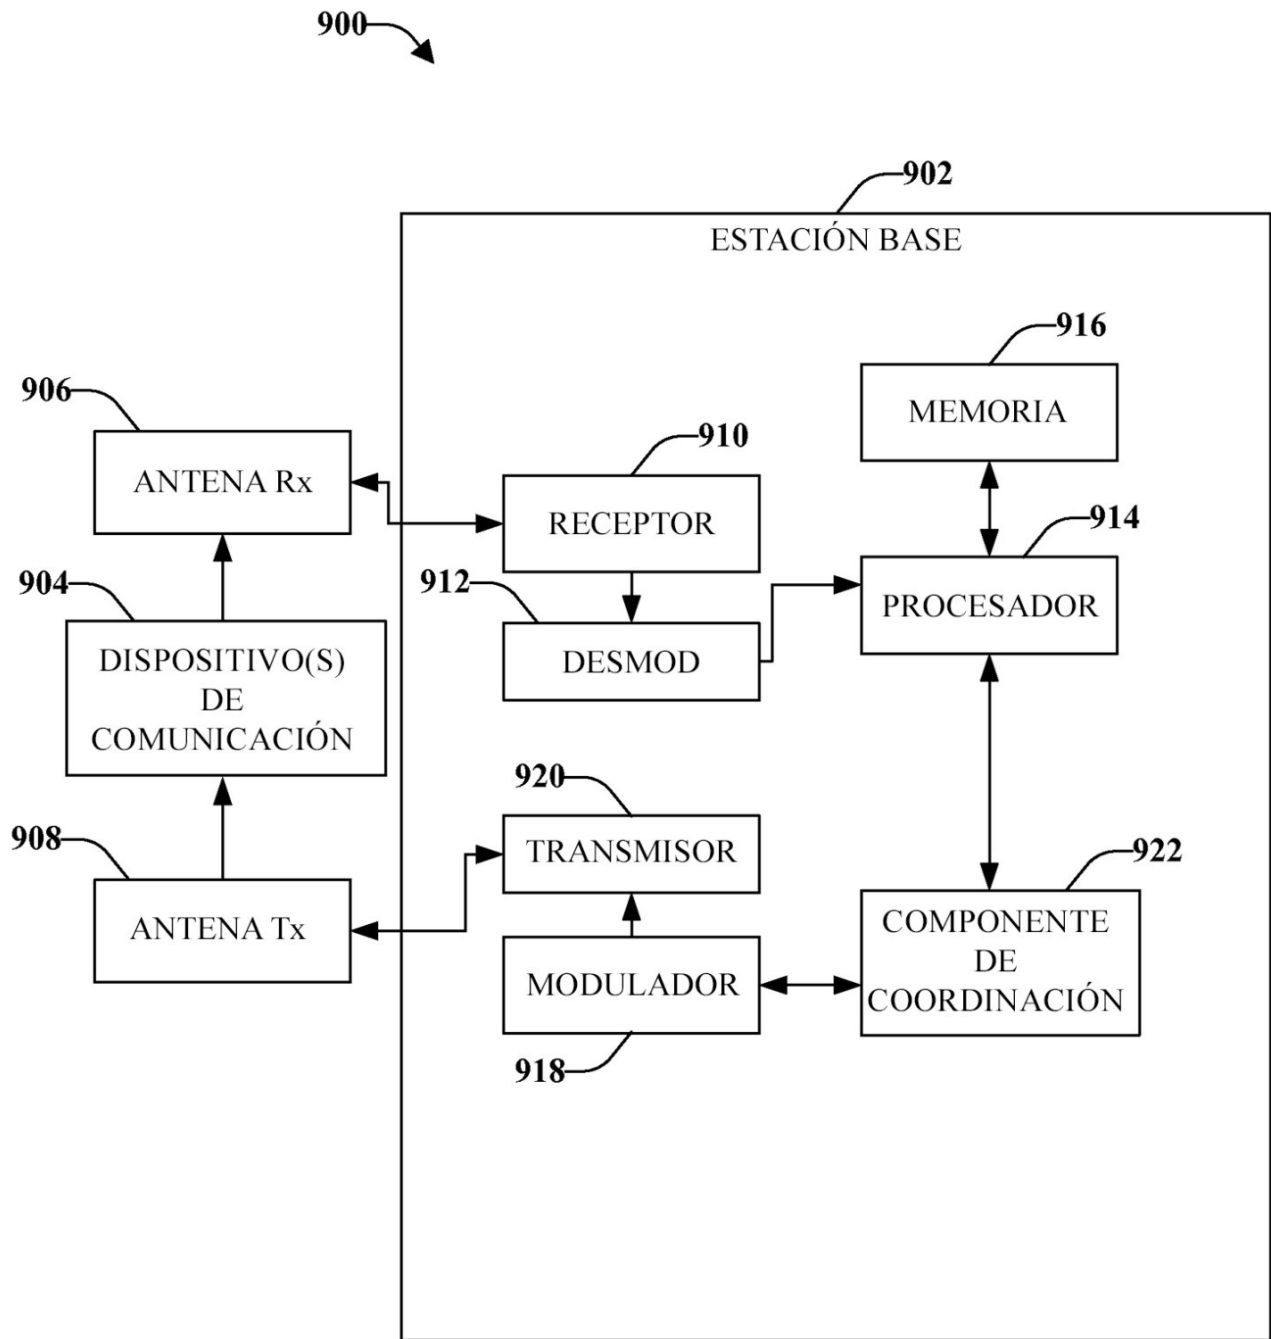 900
902
ESTACIÓN BASE
916
MEMORIA
906
ANTENA Rx
910
RECEPTOR
914
PROCESADOR
904
DISPOSITIVO(S)
DE
COMUNICACIÓN
912
DESMOD
920
TRANSMISOR
908
ANTENA Tx
922
COMPONENTE
DE
COORDINACIÓN
MODULADOR
918